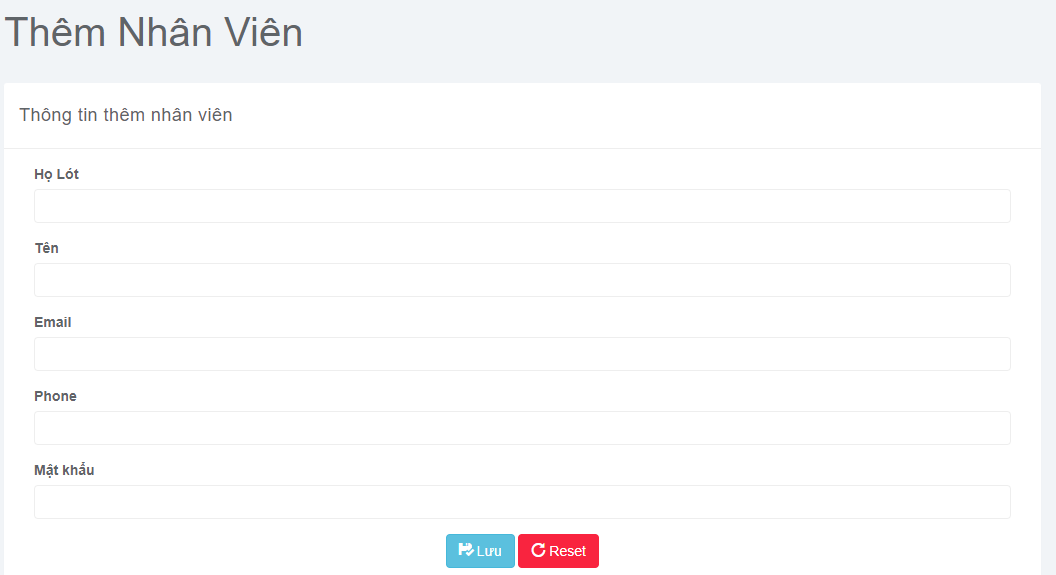 Thêm Nhân Viên
Thông tin thêm nhân viên
Họ Lót
Tên
Email
Phone
Mật khẩu
Lưu Reset